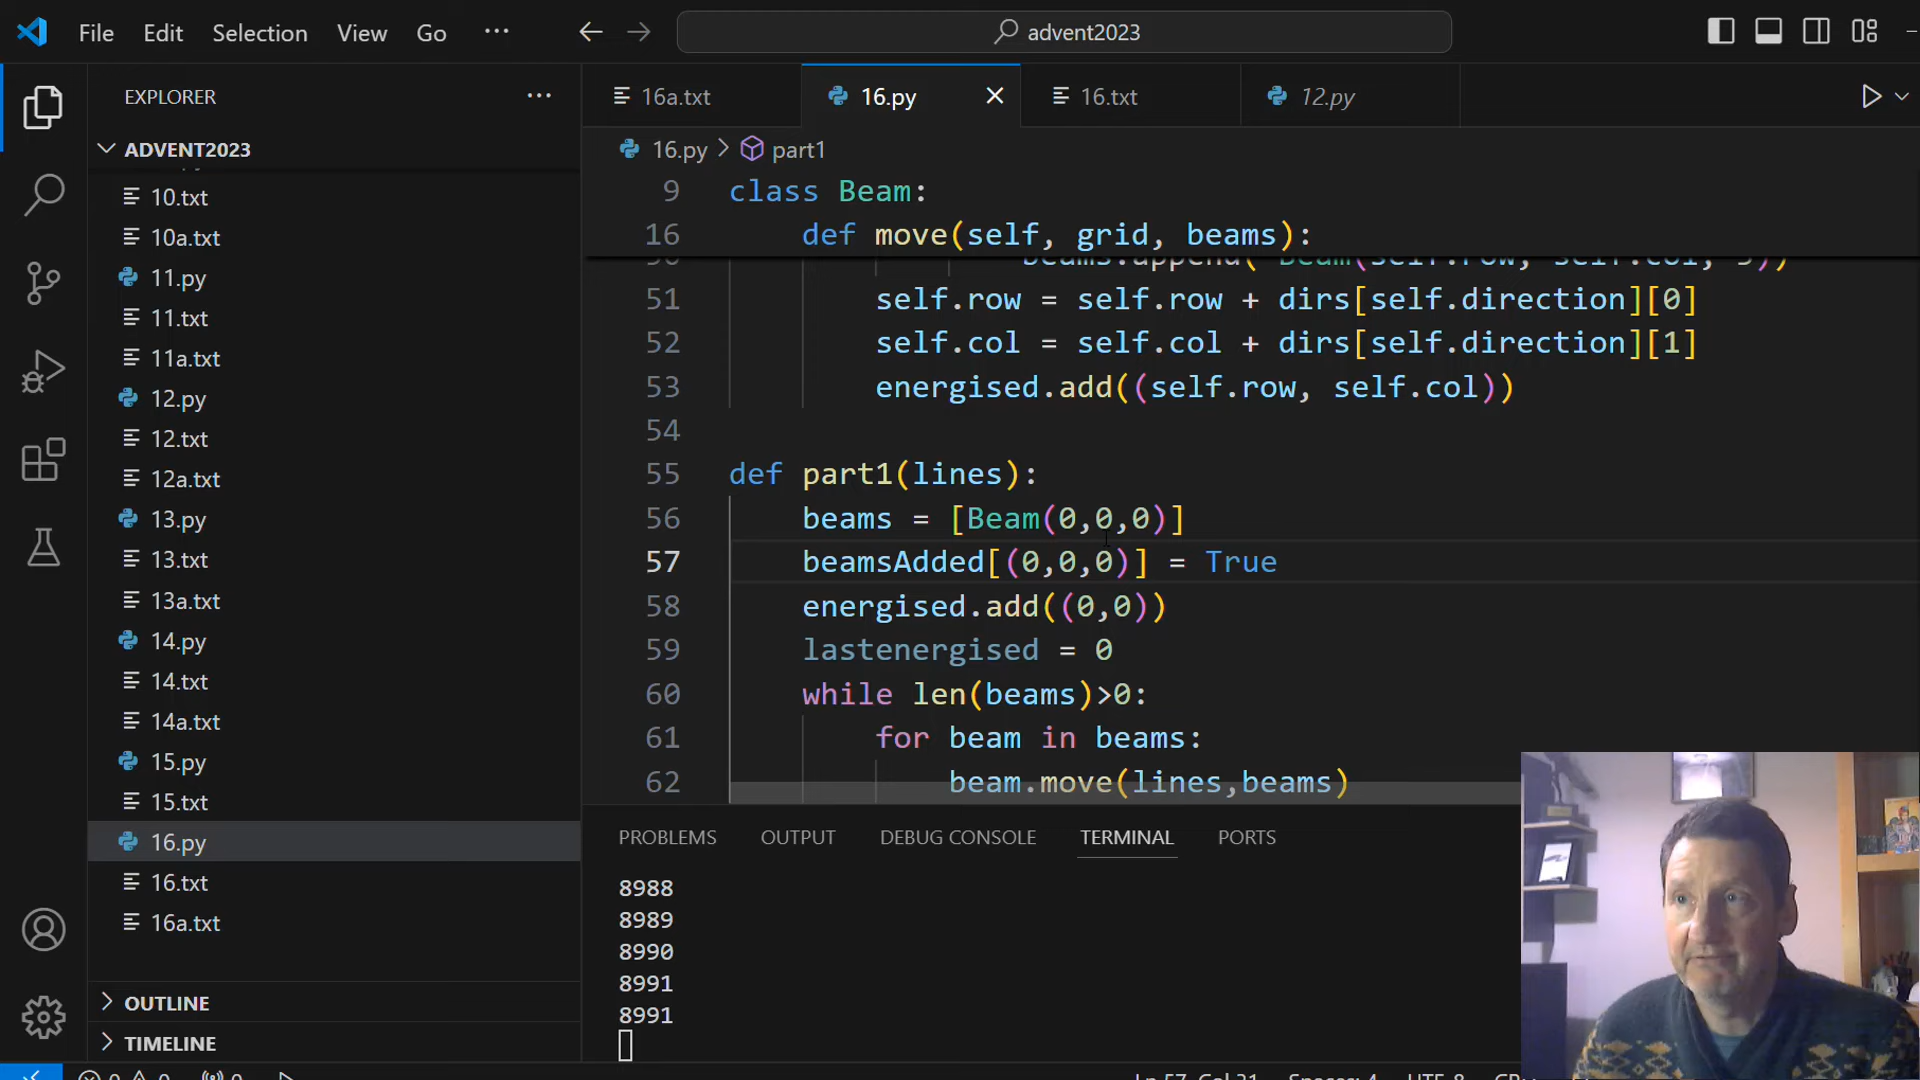 File Edit Selection View Go ··· advent2023
EXPLORER ···
ADVENT2023
10.txt
10a.txt
11.py
11.txt
11a.txt
12.py
12.txt
12a.txt
13.py
13.txt
13a.txt
14.py
14.txt
14a.txt
15.py
15.txt
16.py
16.txt
16a.txt
OUTLINE
TIMELINE
16a.txt 16.py 16.txt 12.py
16.py > part1
9 class Beam:
16 def move(self, grid, beams):
51 self.row = self.row + dirs[self.direction][0]
52 self.col = self.col + dirs[self.direction][1]
53 energised.add((self.row, self.col))
54
55 def part1(lines):
56 beams = [Beam(0,0,0)]
57 beamsAdded[(0,0,0)] = True
58 energised.add((0,0))
59 lastenergised = 0
60 while len(beams)>0:
61 for beam in beams:
62 beam.move(lines,beams)
PROBLEMS OUTPUT DEBUG CONSOLE TERMINAL PORTS
8988
8989
8990
8991
8991